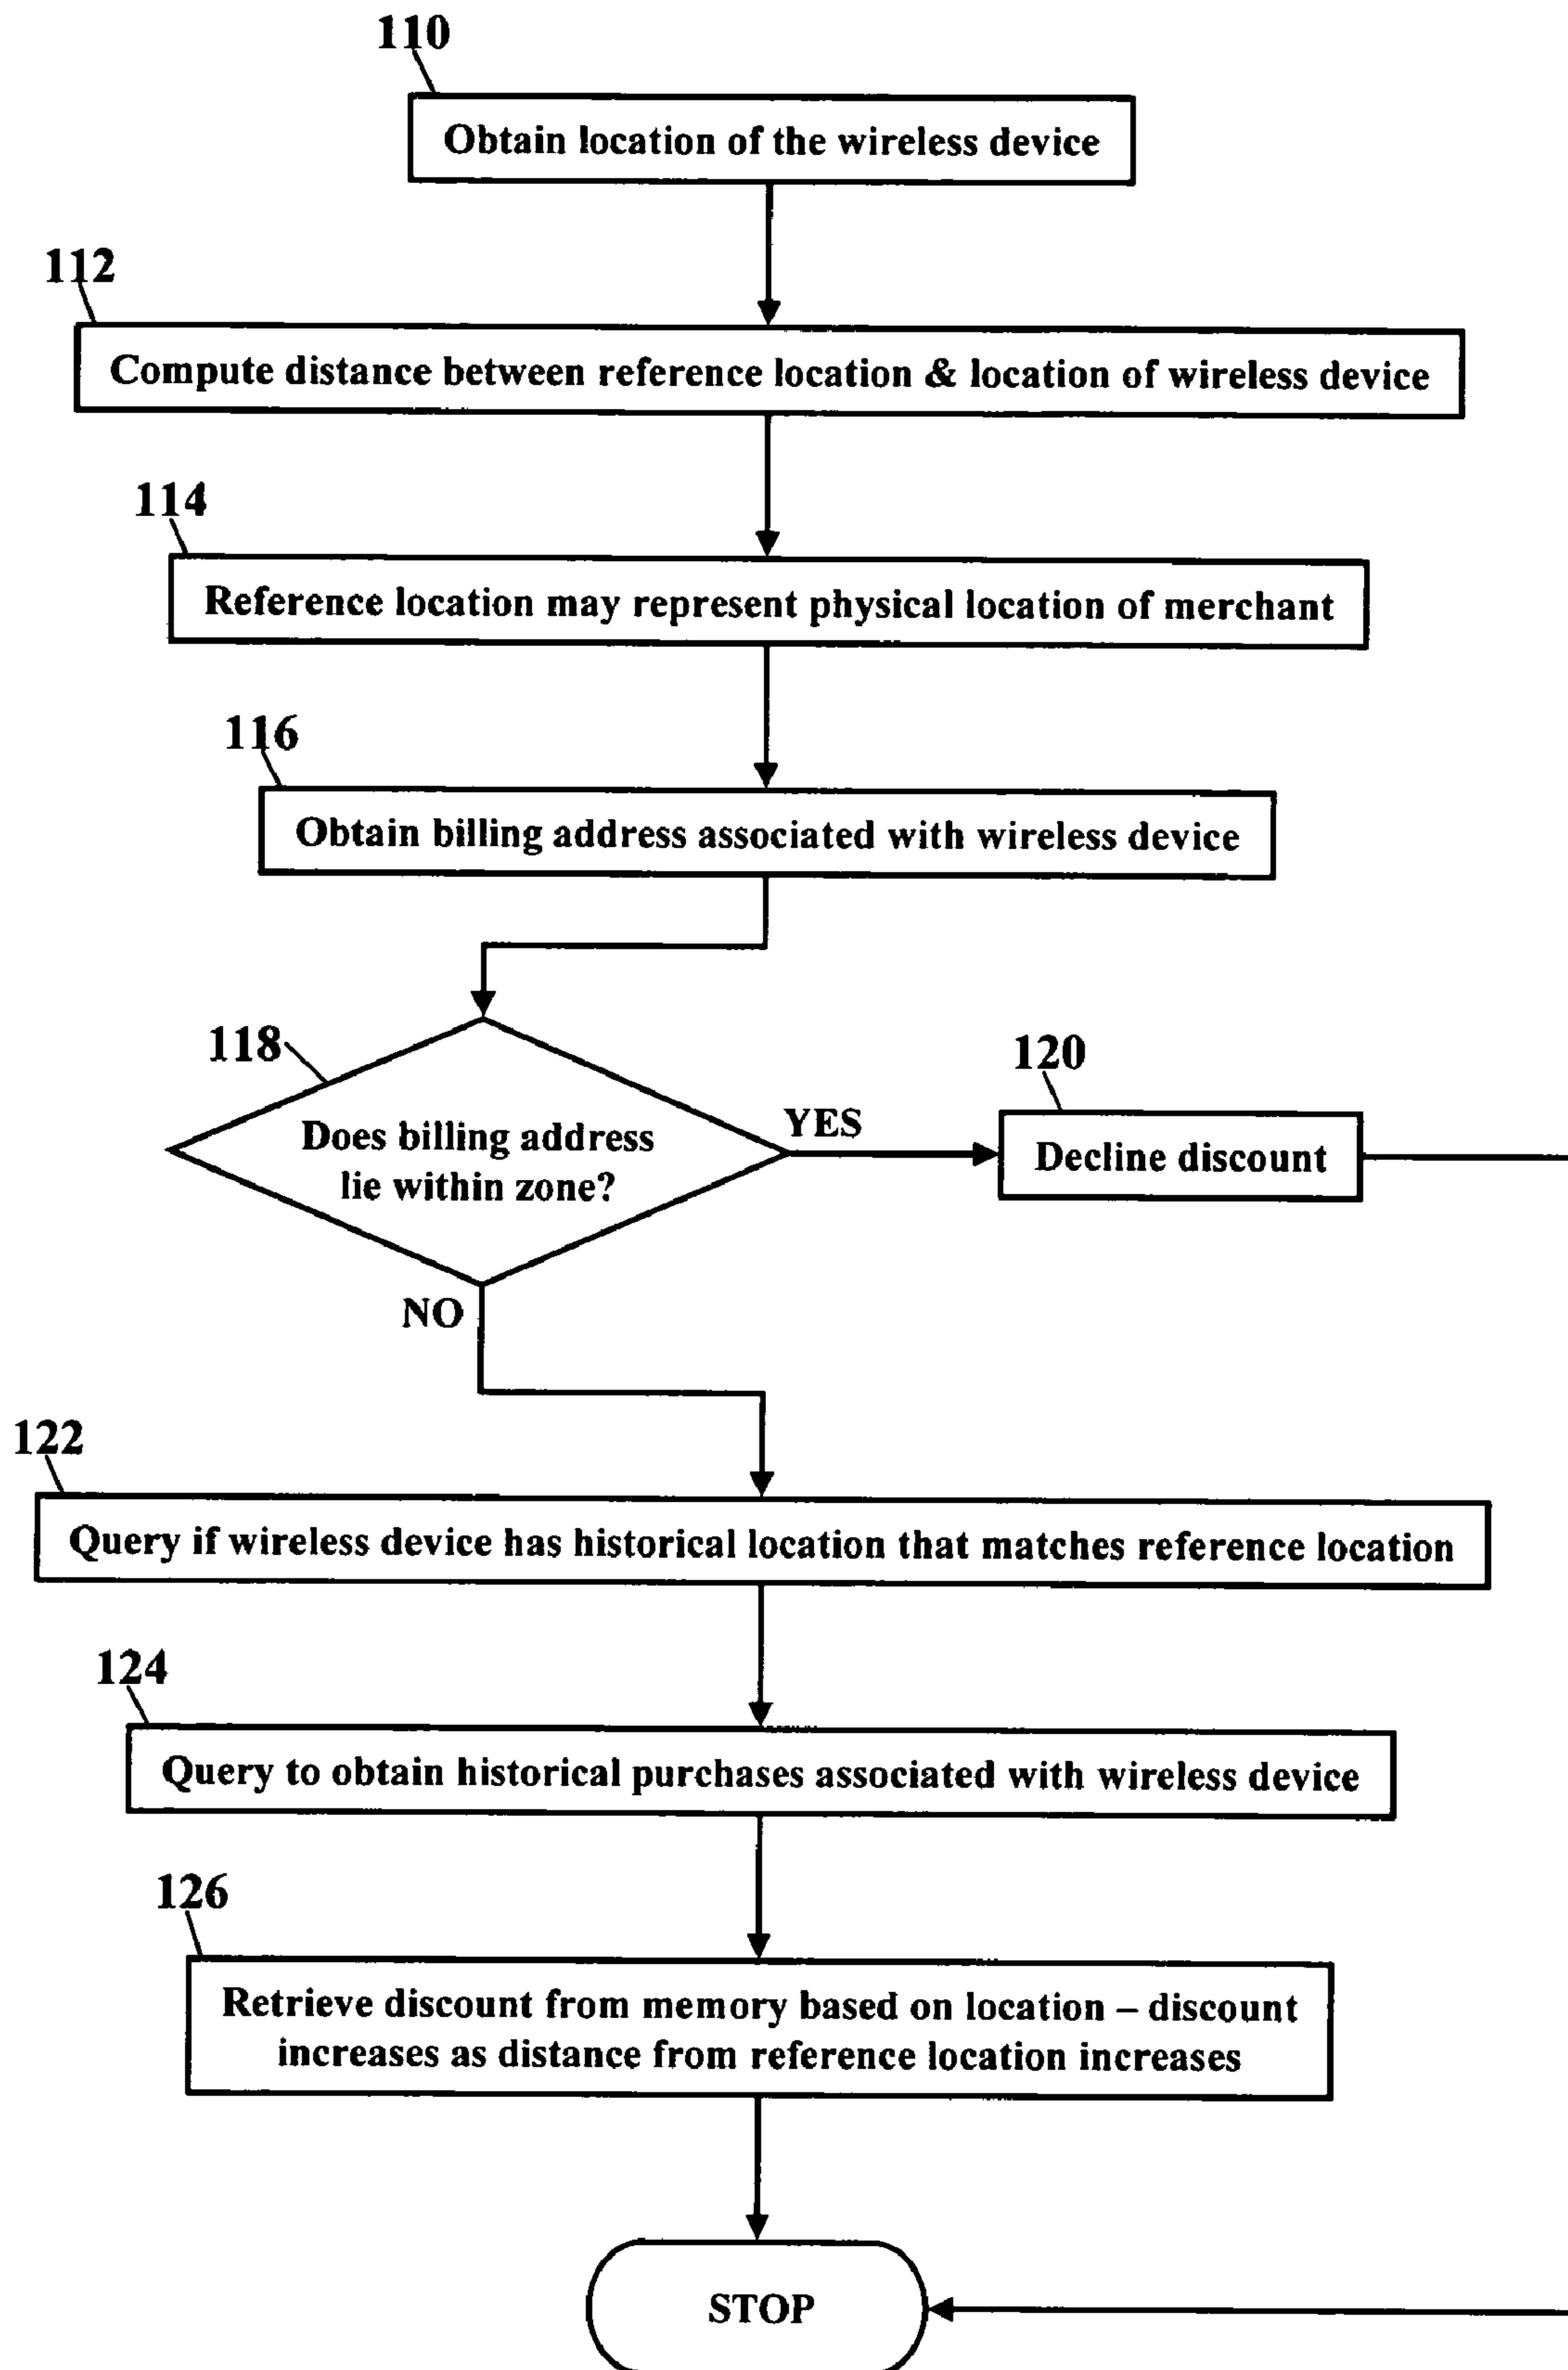 110
Obtain location of the wireless device
112
Compute distance between reference location & location of wireless device
114
Reference location may represent physical location of merchant
116
Obtain billing address associated with wireless device
118
Does billing address
lie within zone?
YES
120
Decline discount
NO
122
Query if wireless device has historical location that matches reference location
124
Query to obtain historical purchases associated with wireless device
126
Retrieve discount from memory based on location – discount
increases as distance from reference location increases
STOP